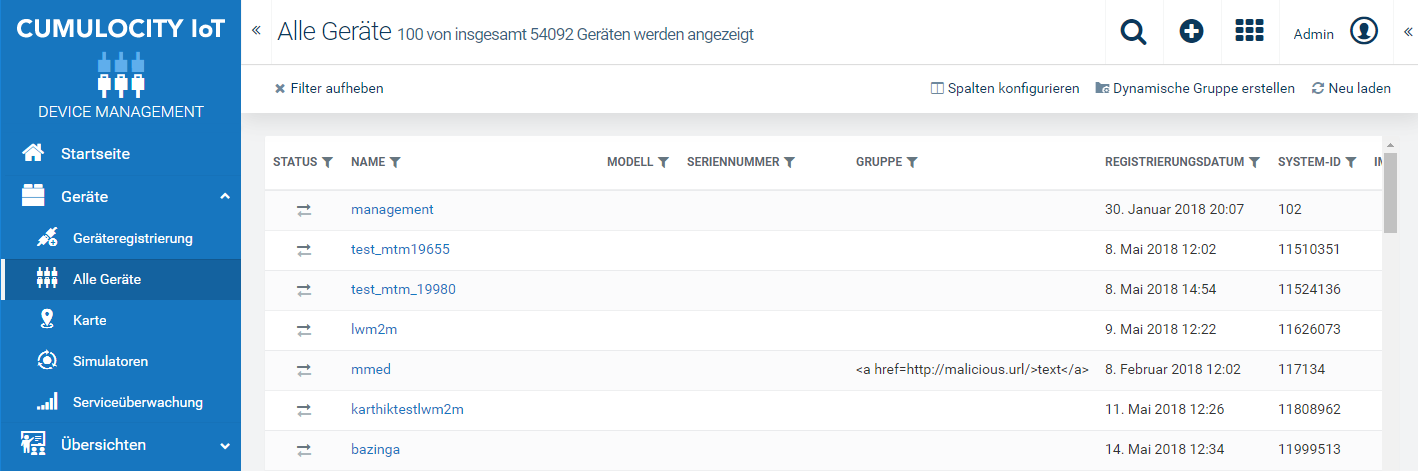 CUMULOCITY IoT
DEVICE MANAGEMENT
Startseite
Geräte
Geräteregistrierung
Alle Geräte
Karte
Simulatoren
Serviceüberwachung
Übersichten
« Alle Geräte 100 von insgesamt 54092 Geräten werden angezeigt Admin «
Filter aufheben Spalten konfigurieren Dynamische Gruppe erstellen Neu laden
STATUS NAME MODELL SERIENNUMMER GRUPPE REGISTRIERUNGSDATUM SYSTEM-ID
management 30. Januar 2018 20:07 102
test_mtm19655 8. Mai 2018 12:02 11510351
test_mtm_19980 8. Mai 2018 14:54 11524136
lwm2m 9. Mai 2018 12:22 11626073
mmed <a href=http://malicious.url/>text</a> 8. Februar 2018 12:02 117134
karthiktestlwm2m 11. Mai 2018 12:26 11808962
bazinga 14. Mai 2018 12:34 11999513